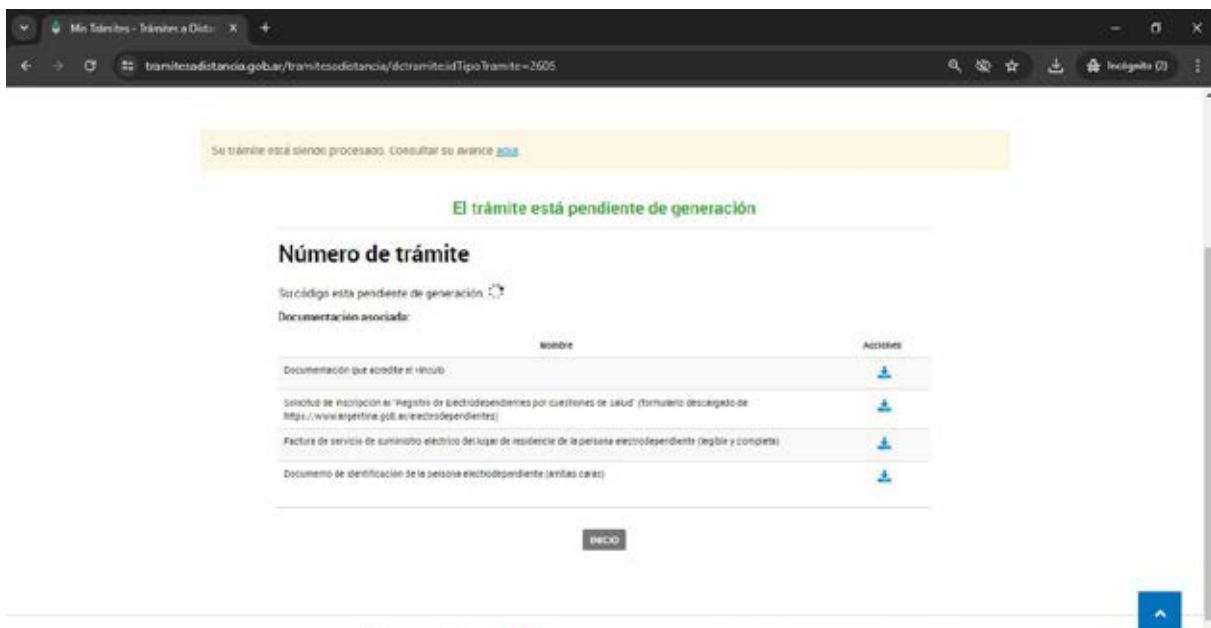 Mis Trámites - Trámites a Dista
tramitesadistancia.gob.ar/tramitesadistancia/detramite:idTipoTramite=2605
Incógnito (2)
Su trámite está siendo procesado. Consultar su avance aquí.
El trámite está pendiente de generación
Número de trámite
Su código esta pendiente de generación.
Documentación asociada:
Nombre Acciones
Documentación que acredite el vínculo
Solicitud de inscripción al "Registro de Electrodependientes por cuestiones de salud" (formulario descargado de
https://www.argentina.gob.ar/electrodependientes)
Factura de servicio de suministro eléctrico del lugar de residencia de la persona electrodependiente (legible y completa)
Documento de identificación de la persona electrodependiente (ambas caras)
INICIO